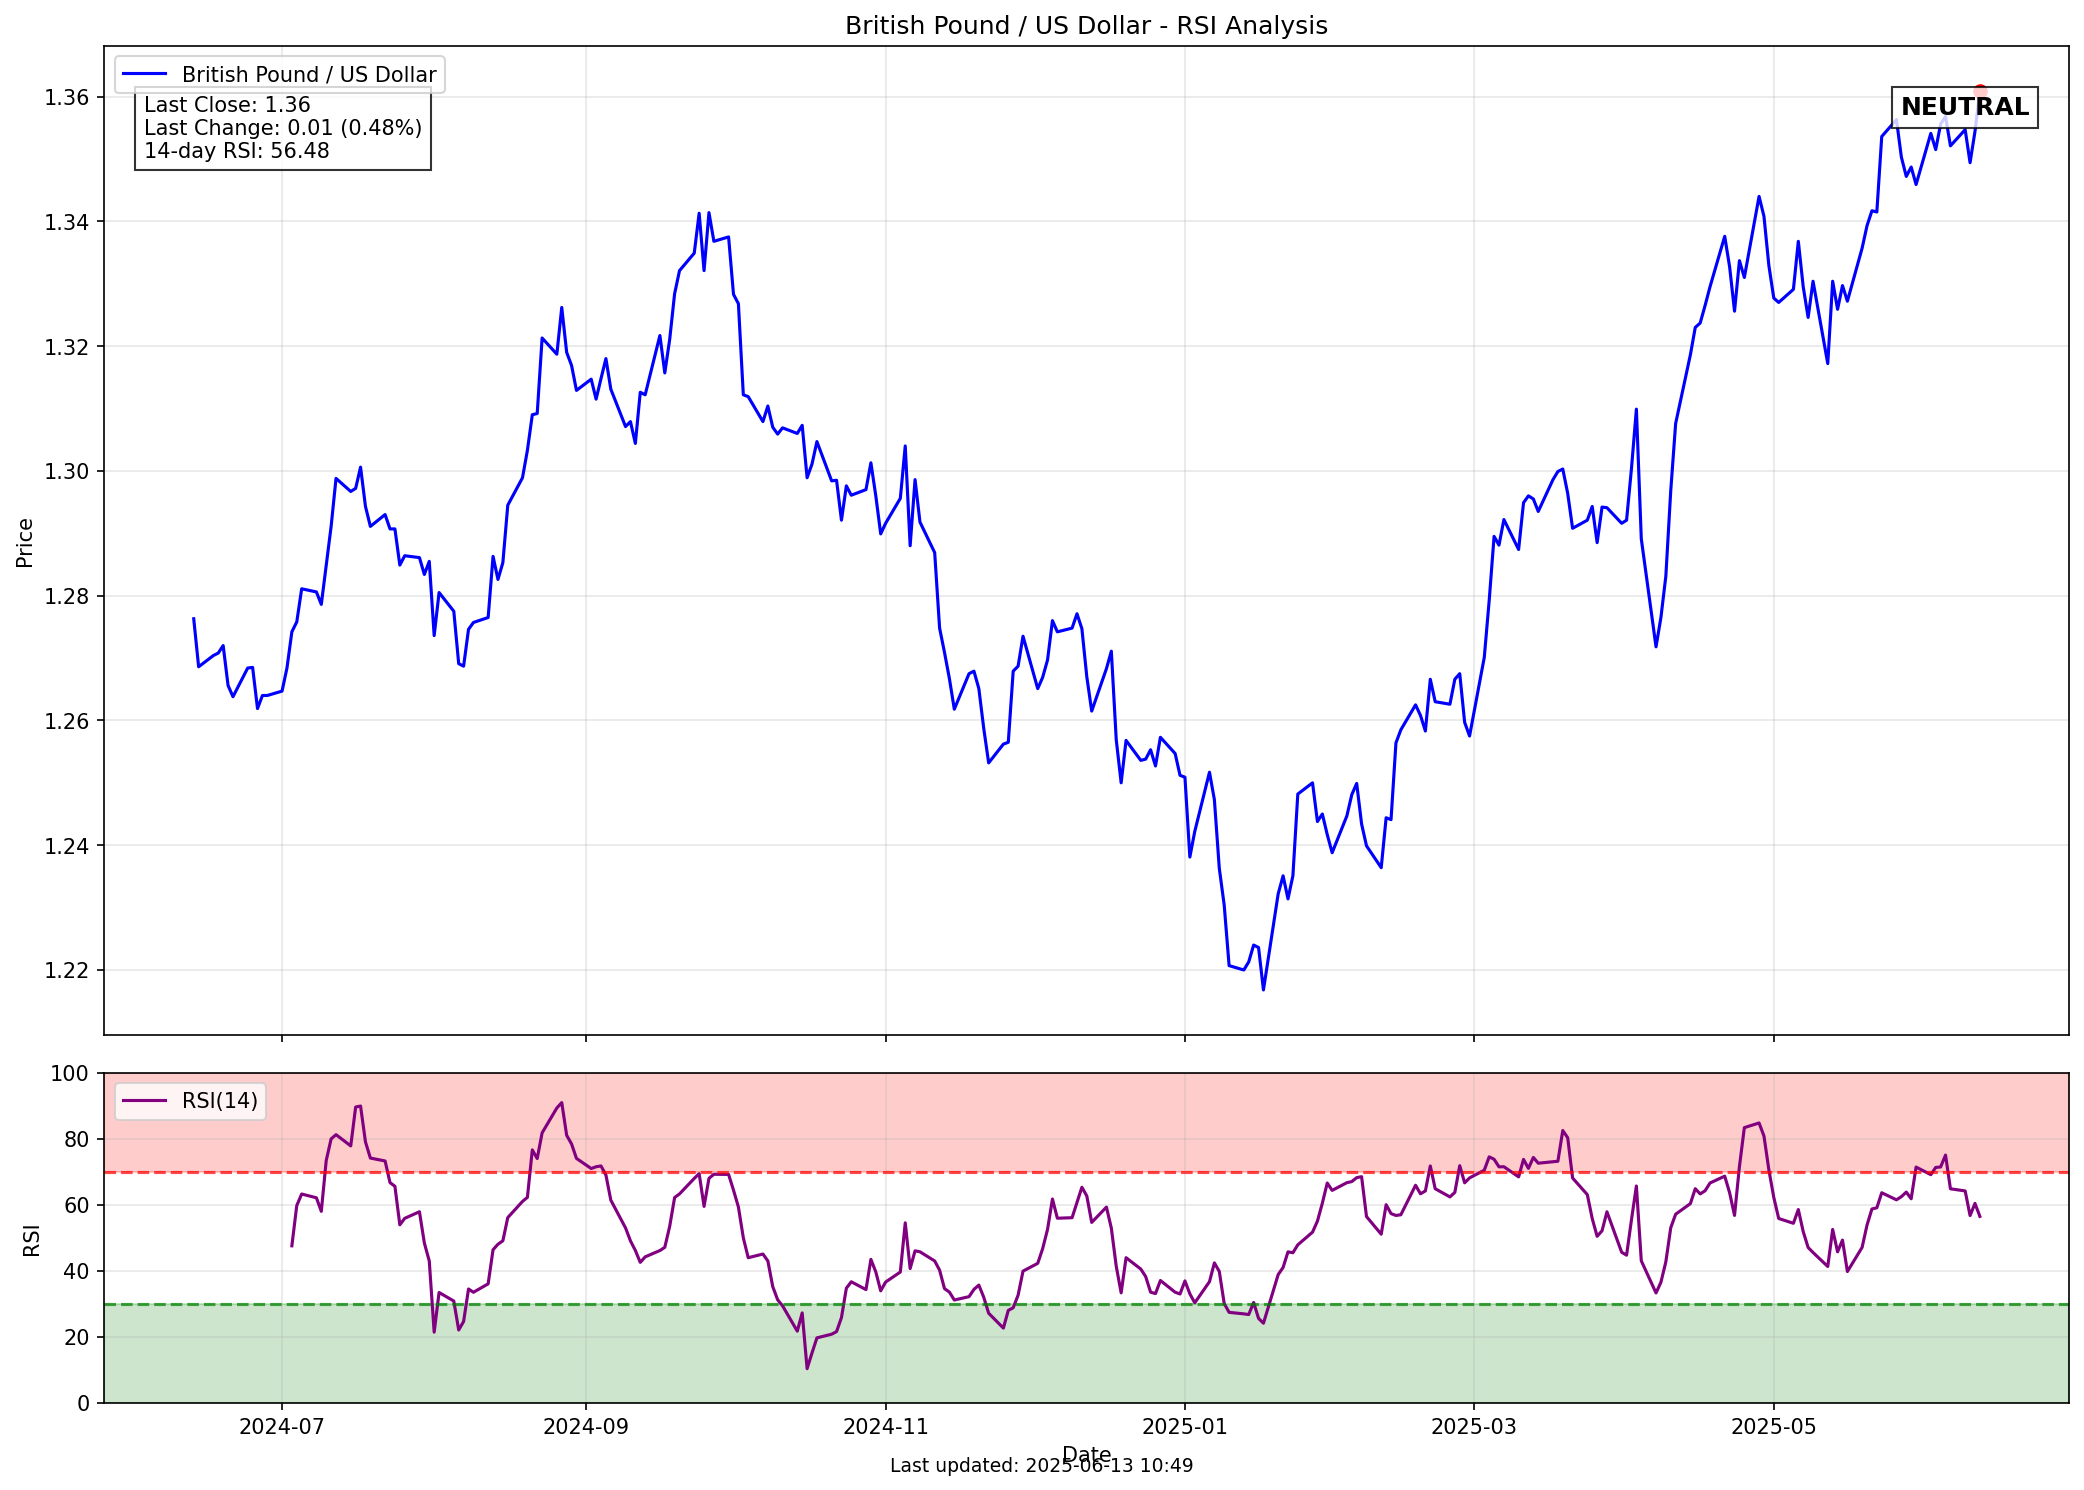 British Pound / US Dollar - RSI Analysis
British Pound / US Dollar
Last Close: 1.36
Last Change: 0.01 (0.48%)
14-day RSI: 56.48
NEUTRAL
Price
1.36
1.34
1.32
1.30
1.28
1.26
1.24
1.22
RSI(14)
RSI
100
80
60
40
20
0
2024-07
2024-09
2024-11
2025-01
2025-03
2025-05
Date
Last updated: 2025-06-13 10:49